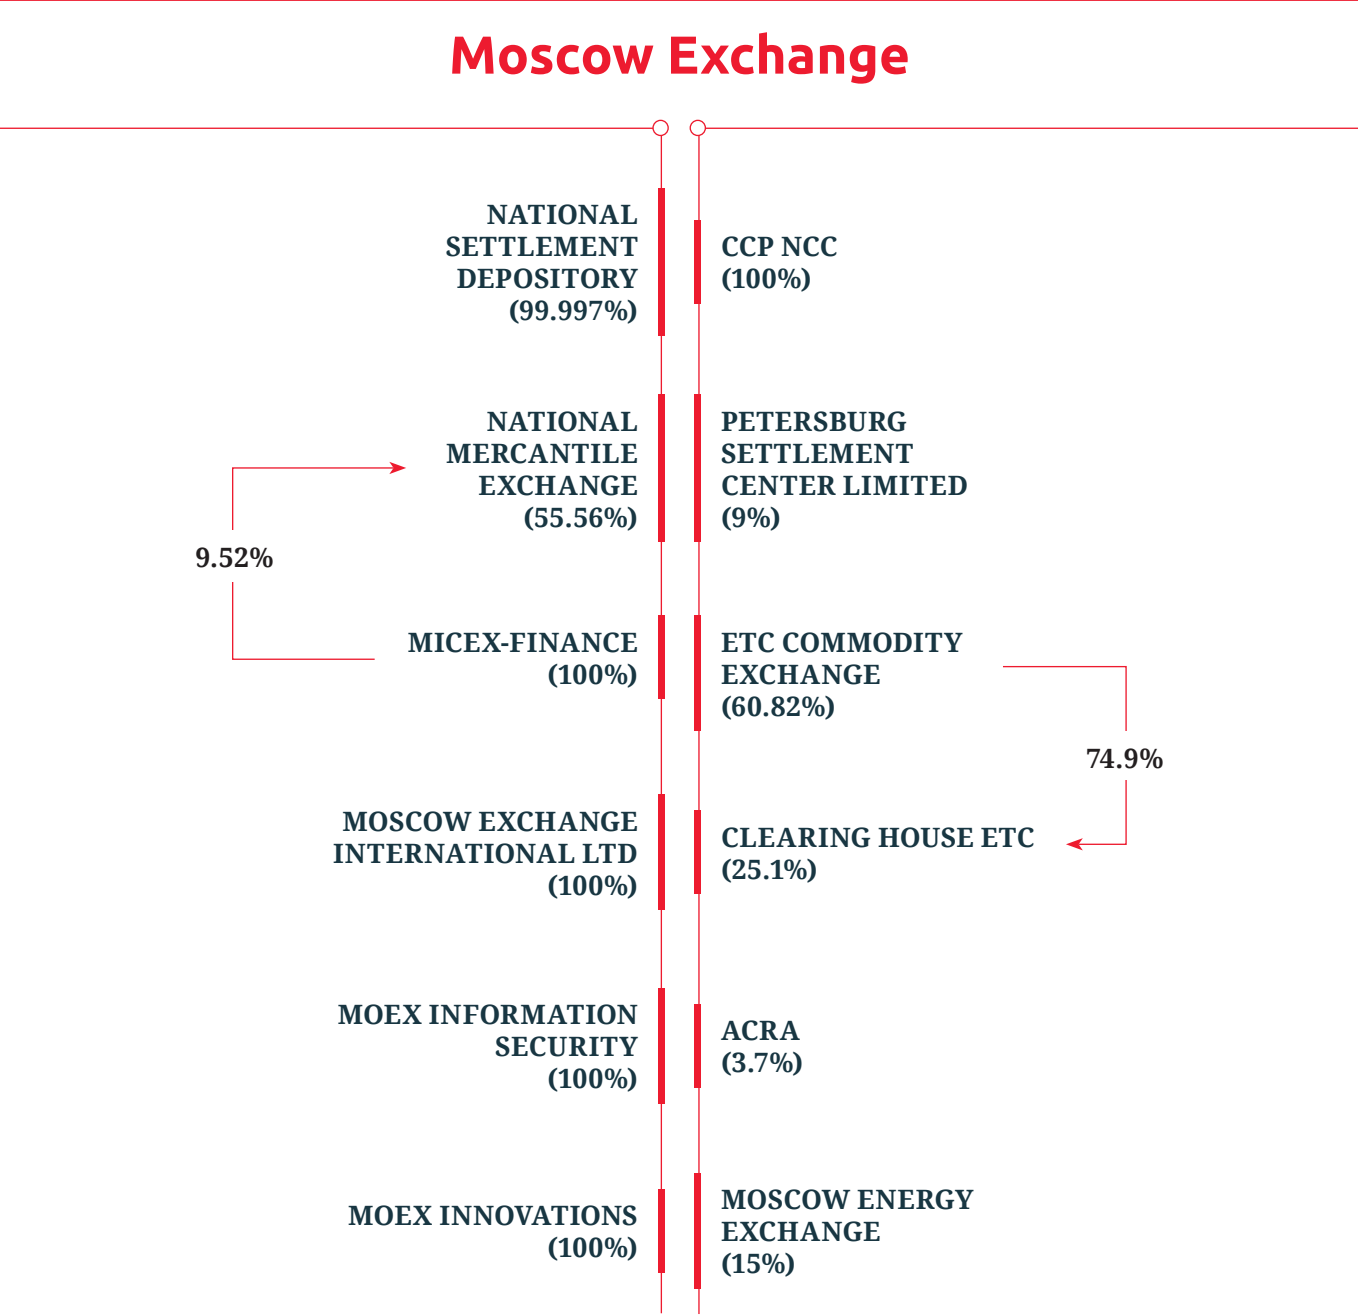 Moscow Exchange
NATIONAL
SETTLEMENT
DEPOSITORY
(99.997%)
CCP NCC
(100%)
NATIONAL
MERCANTILE
EXCHANGE
(55.56%)
PETERSBURG
SETTLEMENT
CENTER LIMITED
(9%)
9.52%
MICEX-FINANCE
(100%)
ETC COMMODITY
EXCHANGE
(60.82%)
74.9%
MOSCOW EXCHANGE
INTERNATIONAL LTD
(100%)
CLEARING HOUSE ETC
(25.1%)
MOEX INFORMATION
SECURITY
(100%)
ACRA
(3.7%)
MOEX INNOVATIONS
(100%)
MOSCOW ENERGY
EXCHANGE
(15%)